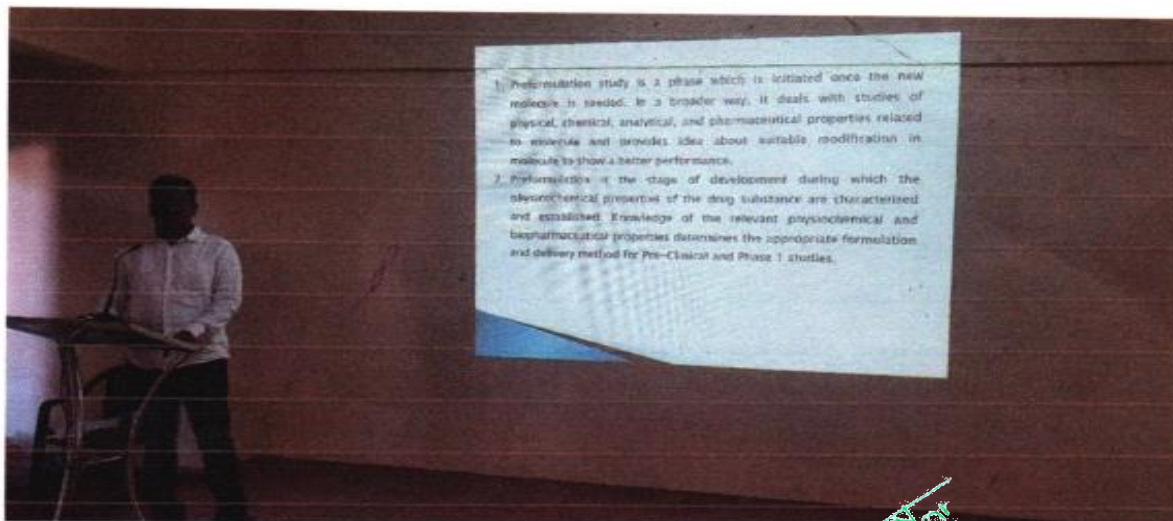 1. Preformulation study is a phase which is initiated once the new
molecule is seeded. In a broader way, it deals with studies of
physical, chemical, analytical, and pharmaceutical properties related
to molecule and provides idea about suitable modification in
molecule to show a better performance.
2. Preformulation is the stage of development during which the
physicochemical properties of the drug substance are characterized
and established. Knowledge of the relevant physiochemical and
biopharmaceutical properties determines the appropriate formulation
and delivery method for Pre-Clinical and Phase 1 studies.